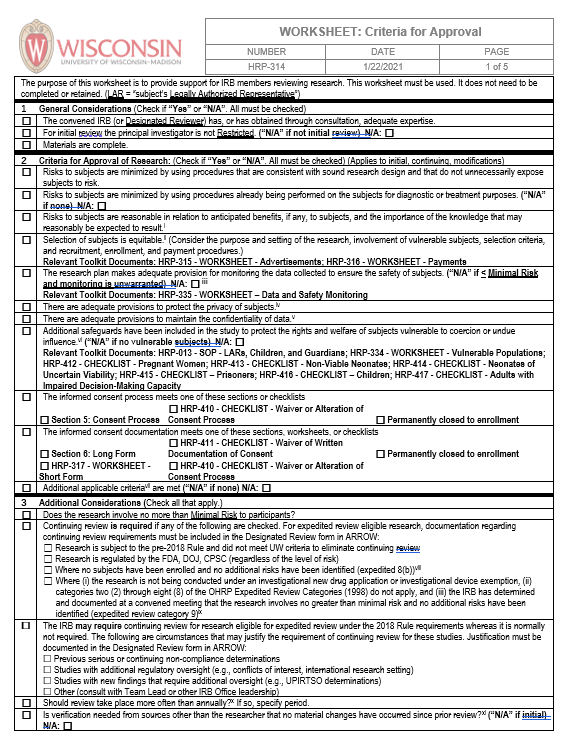 WISCONSIN
UNIVERSITY OF WISCONSIN–MADISON
WORKSHEET: Criteria for Approval
NUMBER DATE PAGE
HRP-314 1/22/2021 1 of 5
The purpose of this worksheet is to provide support for IRB members reviewing research. This worksheet must be used. It does not need to be
completed or retained. (LAR = "subject's Legally Authorized Representative")
1 General Considerations (Check if "Yes" or "N/A". All must be checked)
☐ The convened IRB (or Designated Reviewer) has, or has obtained through consultation, adequate expertise.
☐ For initial review the principal investigator is not Restricted. ("N/A" if not initial review) N/A: ☐
☐ Materials are complete.
2 Criteria for Approval of Research: (Check if "Yes" or "N/A". All must be checked) (Applies to initial, continuing, modifications)
☐ Risks to subjects are minimized by using procedures that are consistent with sound research design and that do not unnecessarily expose
subjects to risk.
☐ Risks to subjects are minimized by using procedures already being performed on the subjects for diagnostic or treatment purposes. ("N/A"
if none) N/A: ☐
☐ Risks to subjects are reasonable in relation to anticipated benefits, if any, to subjects, and the importance of the knowledge that may
reasonably be expected to result.i
☐ Selection of subjects is equitable.ii (Consider the purpose and setting of the research, involvement of vulnerable subjects, selection criteria,
and recruitment, enrollment, and payment procedures.)
Relevant Toolkit Documents: HRP-315 - WORKSHEET - Advertisements; HRP-316 - WORKSHEET - Payments
☐ The research plan makes adequate provision for monitoring the data collected to ensure the safety of subjects. ("N/A" if < Minimal Risk
and monitoring is unwarranted) N/A: ☐ iii
Relevant Toolkit Documents: HRP-335 – WORKSHEET – Data and Safety Monitoring
☐ There are adequate provisions to protect the privacy of subjects.iv
☐ There are adequate provisions to maintain the confidentiality of data.v
☐ Additional safeguards have been included in the study to protect the rights and welfare of subjects vulnerable to coercion or undue
influence.vi ("N/A" if no vulnerable subjects) N/A: ☐
Relevant Toolkit Documents: HRP-013 - SOP - LARs, Children, and Guardians; HRP-334 - WORKSHEET - Vulnerable Populations;
HRP-412 - CHECKLIST - Pregnant Women; HRP-413 - CHECKLIST - Non-Viable Neonates; HRP-414 - CHECKLIST - Neonates of
Uncertain Viability; HRP-415 - CHECKLIST – Prisoners; HRP-416 - CHECKLIST – Children; HRP-417 - CHECKLIST - Adults with
Impaired Decision-Making Capacity
☐ The informed consent process meets one of these sections or checklists
☐ HRP-410 - CHECKLIST - Waiver or Alteration of
☐ Section 5: Consent Process Consent Process ☐ Permanently closed to enrollment
☐ The informed consent documentation meets one of these sections, worksheets, or checklists
☐ HRP-411 - CHECKLIST - Waiver of Written
☐ Section 6: Long Form Documentation of Consent ☐ Permanently closed to enrollment
☐ HRP-317 - WORKSHEET - ☐ HRP-410 - CHECKLIST - Waiver or Alteration of
Short Form Consent Process
☐ Additional applicable criteriavii are met ("N/A" if none) N/A: ☐
3 Additional Considerations (Check all that apply.)
☐ Does the research involve no more than Minimal Risk to participants?
☐ Continuing review is required if any of the following are checked. For expedited review eligible research, documentation regarding
continuing review requirements must be included in the Designated Review form in ARROW:
☐ Research is subject to the pre-2018 Rule and did not meet UW criteria to eliminate continuing review
☐ Research is regulated by the FDA, DOJ, CPSC (regardless of the level of risk)
☐ Where no subjects have been enrolled and no additional risks have been identified (expedited 8(b))viii
☐ Where (i) the research is not being conducted under an investigational new drug application or investigational device exemption, (ii)
categories two (2) through eight (8) of the OHRP Expedited Review Categories (1998) do not apply, and (iii) the IRB has determined
and documented at a convened meeting that the research involves no greater than minimal risk and no additional risks have been
identified (expedited review category 9)ix
☐ The IRB may require continuing review for research eligible for expedited review under the 2018 Rule requirements whereas it is normally
not required. The following are circumstances that may justify the requirement of continuing review for these studies. Justification must be
documented in the Designated Review form in ARROW:
☐ Previous serious or continuing non-compliance determinations
☐ Studies with additional regulatory oversight (e.g., conflicts of interest, international research setting)
☐ Studies with new findings that require additional oversight (e.g., UPIRTSO determinations)
☐ Other (consult with Team Lead or other IRB Office leadership)
☐ Should review take place more often than annually?x If so, specify period.
☐ Is verification needed from sources other than the researcher that no material changes have occurred since prior review?xi ("N/A" if initial)
N/A: ☐